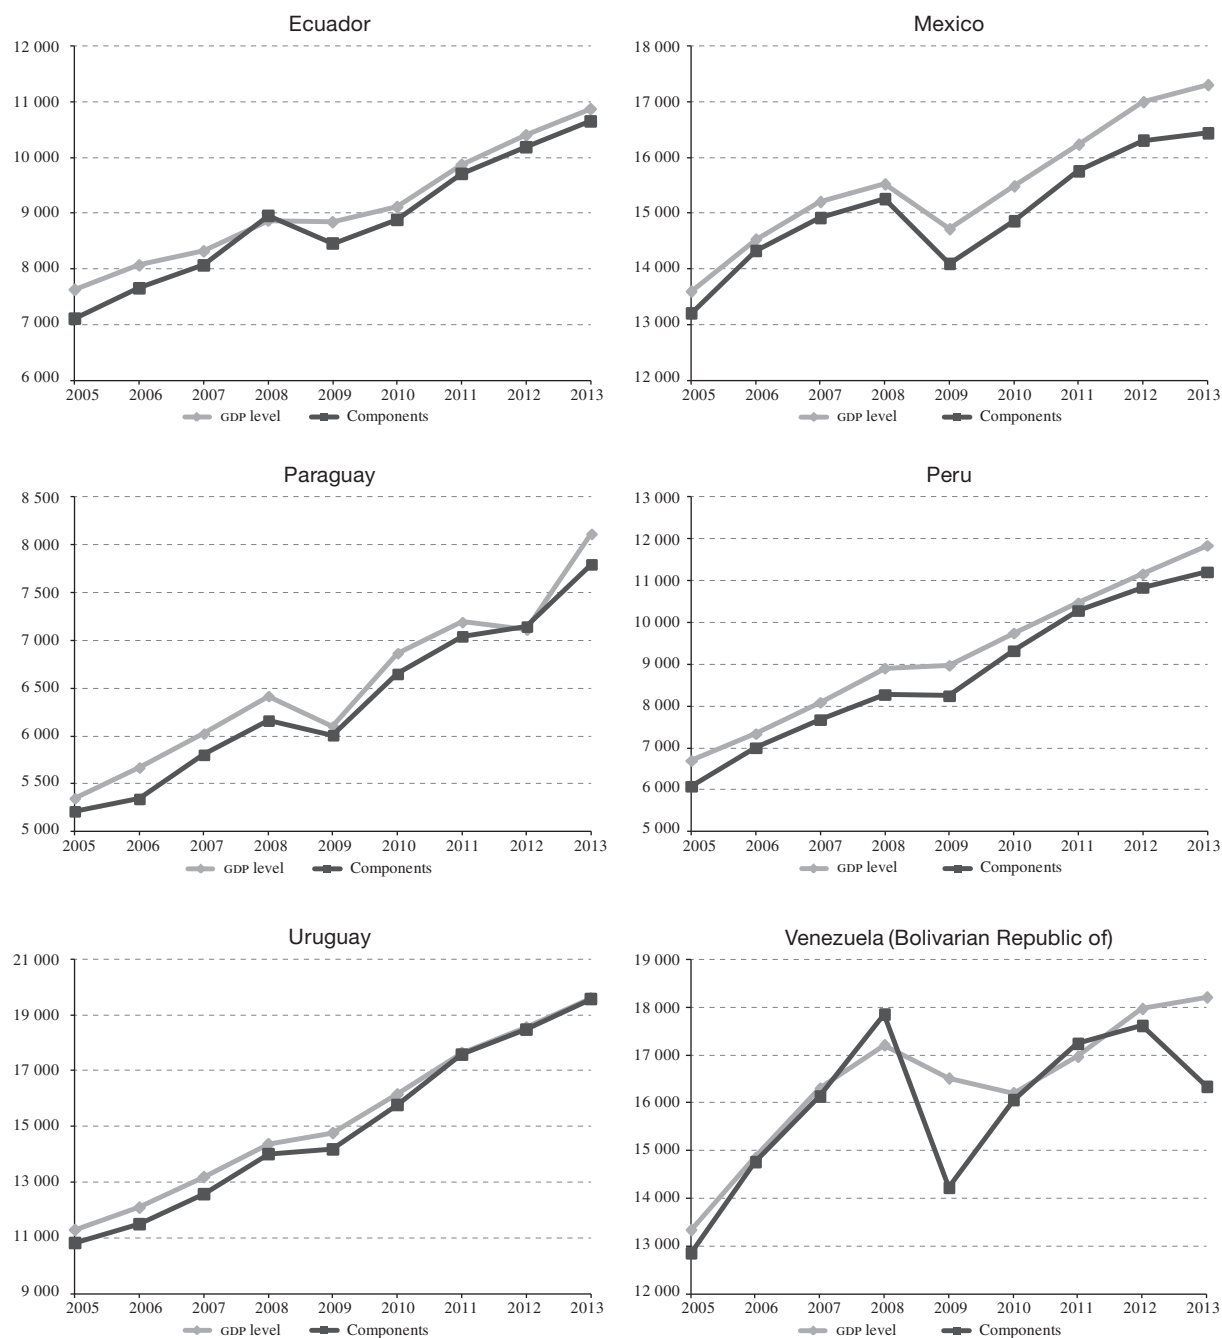 Ecuador
12 000
11 000
10 000
9 000
8 000
7 000
6 000
2005 2006 2007 2008 2009 2010 2011 2012 2013
GDP level Components
Mexico
18 000
17 000
16 000
15 000
14 000
13 000
12 000
2005 2006 2007 2008 2009 2010 2011 2012 2013
GDP level Components
Paraguay
8 500
8 000
7 500
7 000
6 500
6 000
5 500
5 000
2005 2006 2007 2008 2009 2010 2011 2012 2013
GDP level Components
Peru
13 000
12 000
11 000
10 000
9 000
8 000
7 000
6 000
5 000
2005 2006 2007 2008 2009 2010 2011 2012 2013
GDP level Components
Uruguay
21 000
19 000
17 000
15 000
13 000
11 000
9 000
2005 2006 2007 2008 2009 2010 2011 2012 2013
GDP level Components
Venezuela (Bolivarian Republic of)
19 000
18 000
17 000
16 000
15 000
14 000
13 000
12 000
2005 2006 2007 2008 2009 2010 2011 2012 2013
GDP level Components